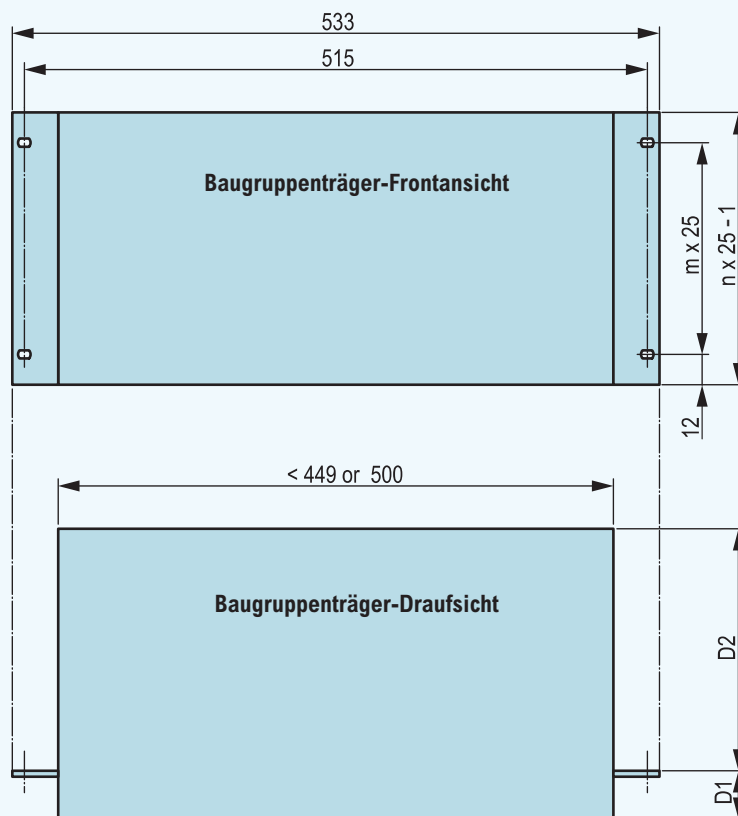 533
515
Baugruppenträger-Frontansicht
m x 25
n x 25 - 1
12
< 449 or 500
Baugruppenträger-Draufsicht
D2
D1